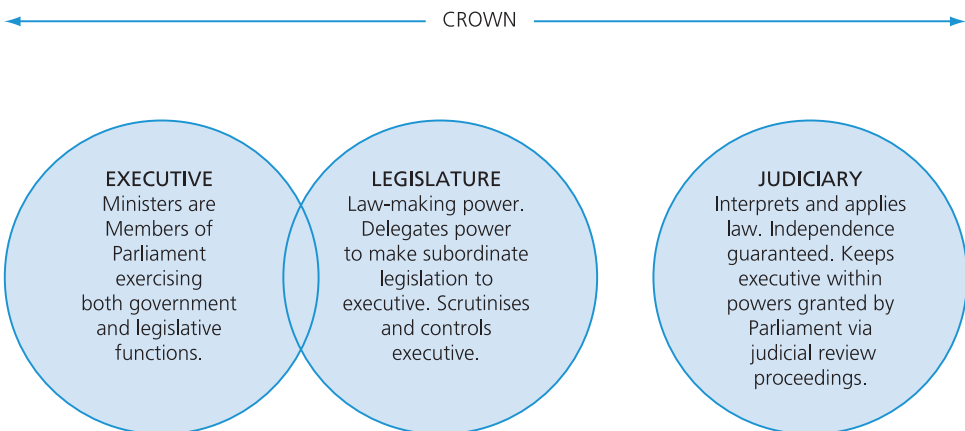 CROWN
EXECUTIVE
Ministers are
Members of
Parliament
exercising
both government
and legislative
functions.
LEGISLATURE
Law-making power.
Delegates power
to make subordinate
legislation to
executive. Scrutinises
and controls
executive.
JUDICIARY
Interprets and applies
law. Independence
guaranteed. Keeps
executive within
powers granted by
Parliament via
judicial review
proceedings.